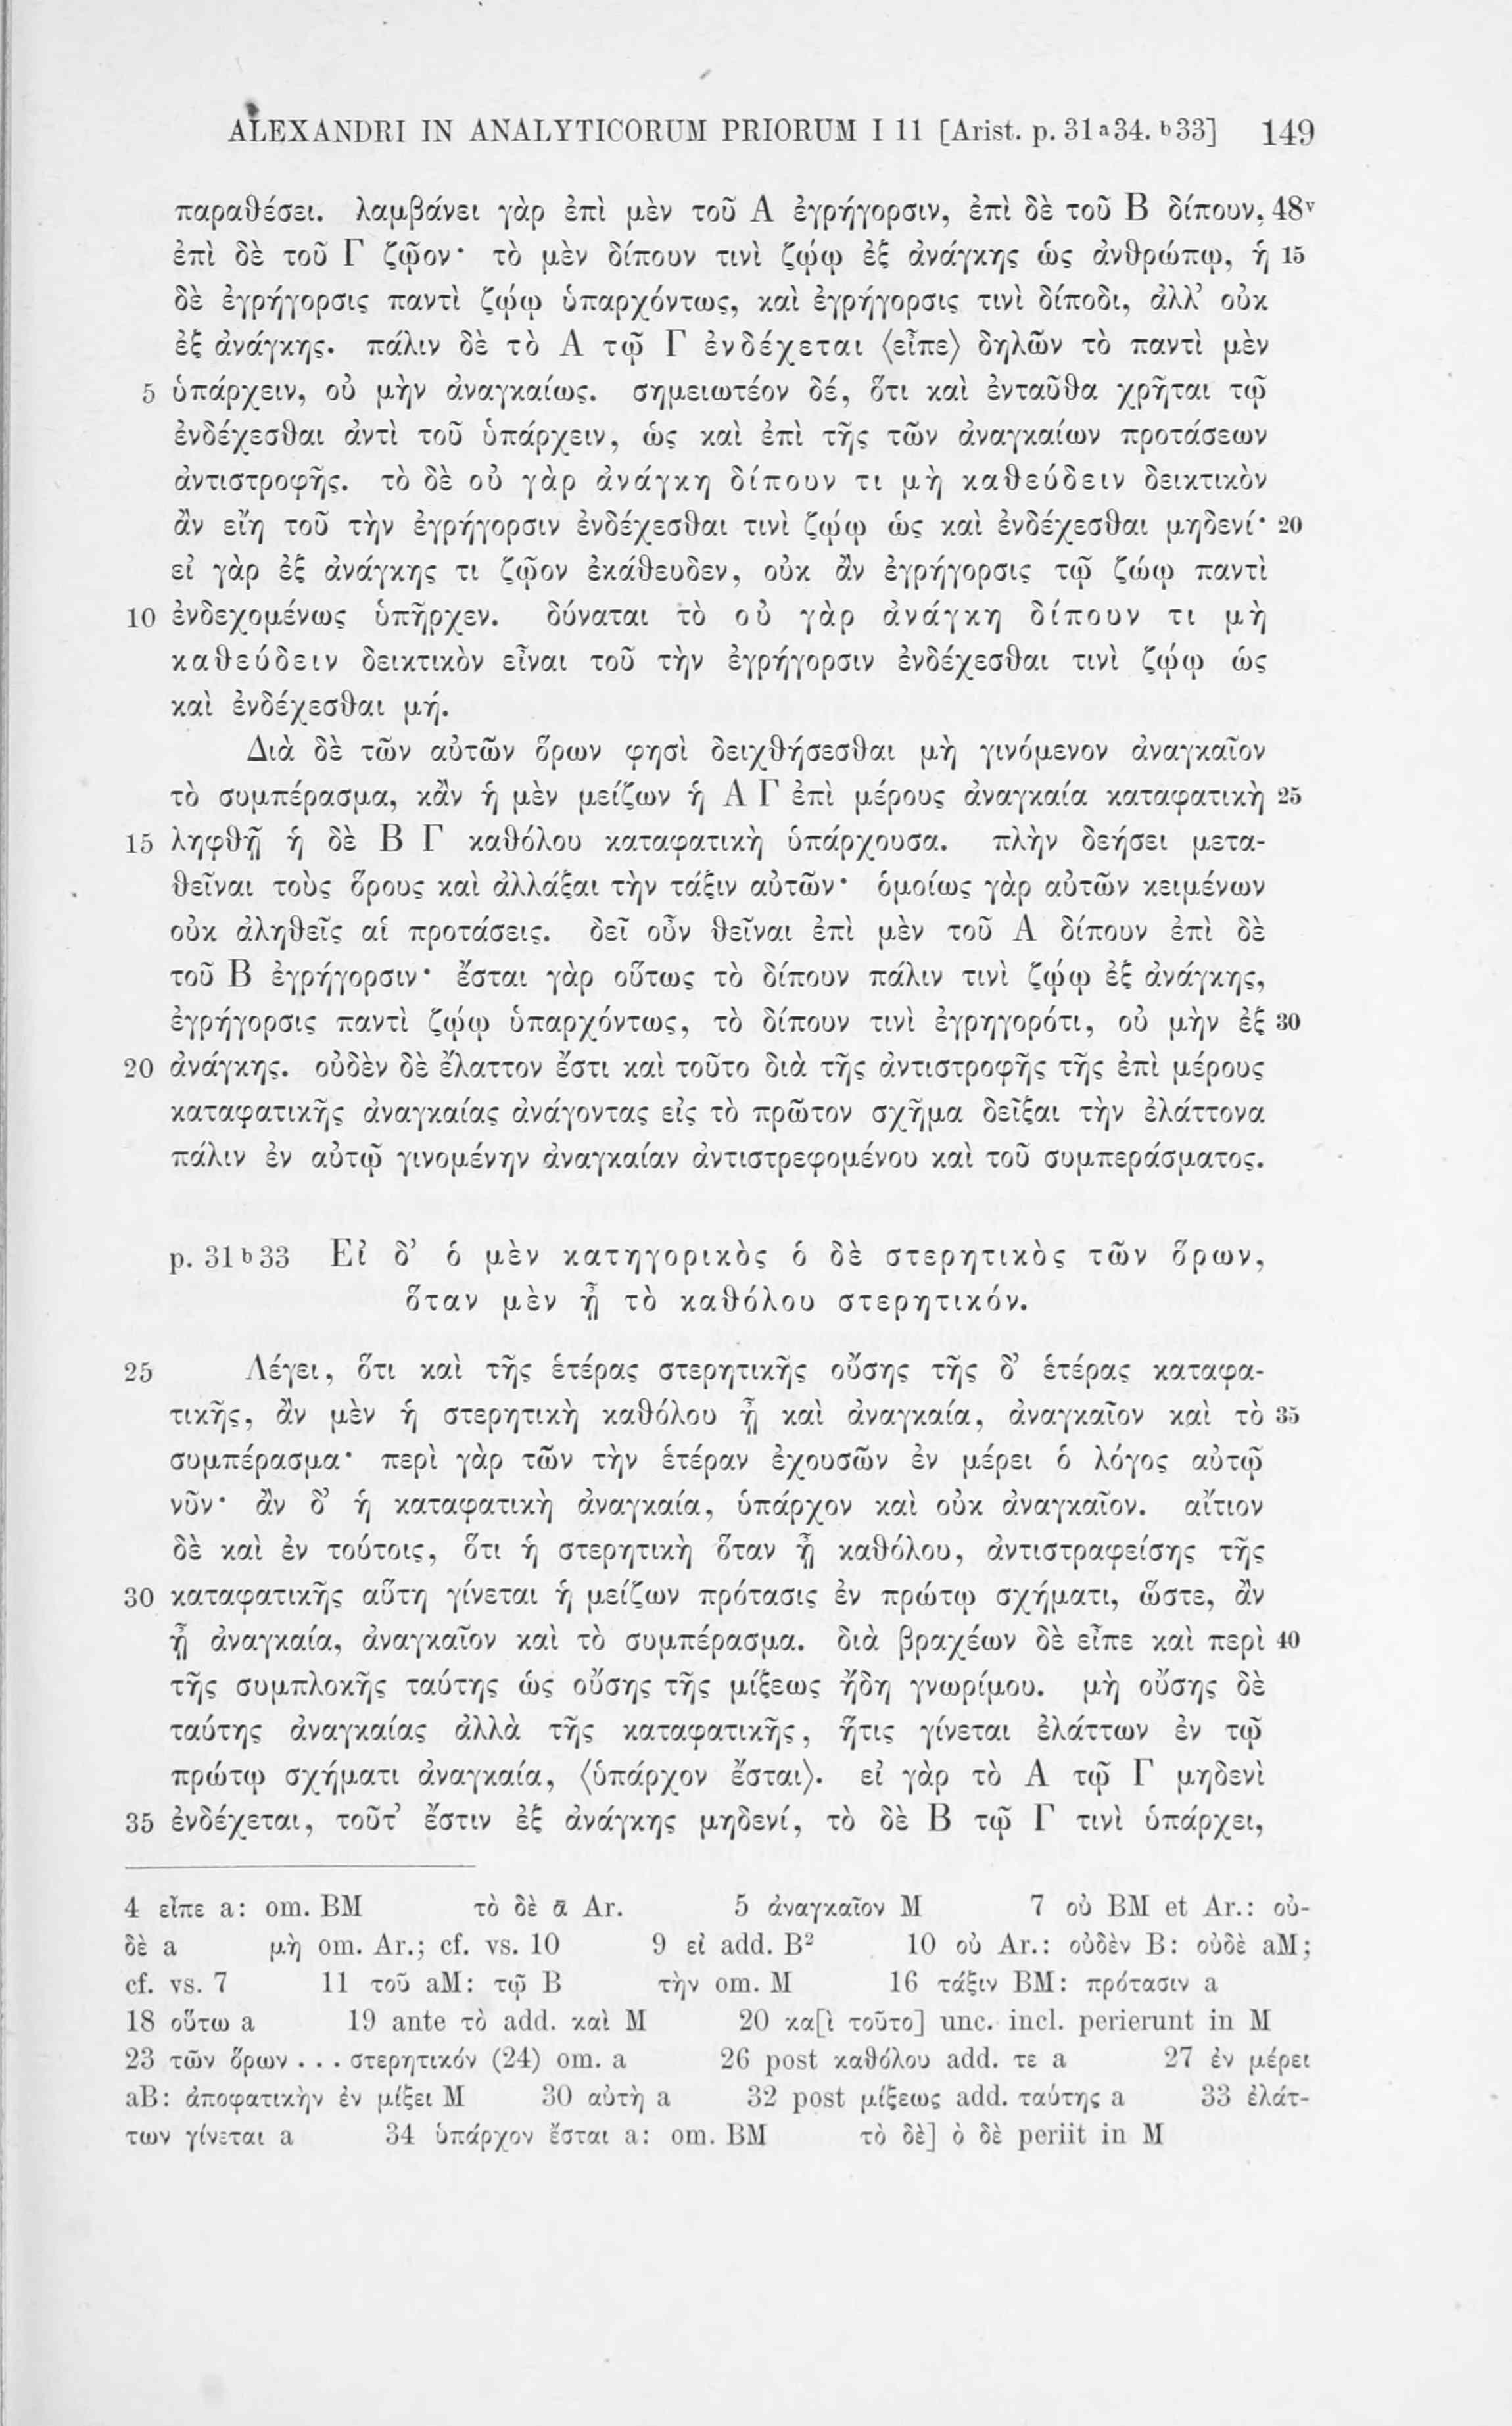 ALEXANDRI IN ANALYTICORUM PRIORUM I 11 [Arist. p. 31a34. b33] 149
παραθέσει. λαμβάνει γὰρ ἐπὶ μὲν τοῦ Α ἐγρήγορσιν, ἐπὶ δὲ τοῦ Β δίπουν, 48v
ἐπὶ δὲ τοῦ Γ ζῷον· τὸ μὲν δίπουν τινὶ ζῴῳ ἐξ ἀνάγκης ὡς ἀνθρώπῳ, ἡ 15
δὲ ἐγρήγορσις παντὶ ζῴῳ ὑπαρχόντως, καὶ ἐγρήγορσις τινὶ δίποδι, ἀλλ’ οὐκ
ἐξ ἀνάγκης. πάλιν δὲ τὸ Α τῷ Γ ἐνδέχεται ⟨εἶπε⟩ δηλῶν τὸ παντὶ μὲν
5 ὑπάρχειν, οὐ μὴν ἀναγκαίως. σημειωτέον δέ, ὅτι καὶ ἐνταῦθα χρῆται τῷ
ἐνδέχεσθαι ἀντὶ τοῦ ὑπάρχειν, ὡς καὶ ἐπὶ τῆς τῶν ἀναγκαίων προτάσεων
ἀντιστροφῆς. τὸ δὲ οὐ γὰρ ἀνάγκη δίπουν τι μὴ καθεύδειν δεικτικὸν
ἂν εἴη τοῦ τὴν ἐγρήγορσιν ἐνδέχεσθαι τινὶ ζῴῳ ὡς καὶ ἐνδέχεσθαι μηδενί· 20
εἰ γὰρ ἐξ ἀνάγκης τι ζῷον ἐκάθευδεν, οὐκ ἂν ἐγρήγορσις τῷ ζώῳ παντὶ
10 ἐνδεχομένως ὑπῆρχεν. δύναται τὸ οὐ γὰρ ἀνάγκη δίπουν τι μὴ
καθεύδειν δεικτικὸν εἶναι τοῦ τὴν ἐγρήγορσιν ἐνδέχεσθαι τινὶ ζῴῳ ὡς
καὶ ἐνδέχεσθαι μή.
Διὰ δὲ τῶν αὐτῶν ὅρων φησὶ δειχθήσεσθαι μὴ γινόμενον ἀναγκαῖον
τὸ συμπέρασμα, κἂν ἡ μὲν μείζων ἡ Α Γ ἐπὶ μέρους ἀναγκαία καταφατικὴ 25
15 ληφθῇ ἡ δὲ Β Γ καθόλου καταφατικὴ ὑπάρχουσα. πλὴν δεήσει μετα-
θεῖναι τοὺς ὅρους καὶ ἀλλάξαι τὴν τάξιν αὐτῶν· ὁμοίως γὰρ αὐτῶν κειμένων
οὐκ ἀληθεῖς αἱ προτάσεις. δεῖ οὖν θεῖναι ἐπὶ μὲν τοῦ Α δίπουν ἐπὶ δὲ
τοῦ Β ἐγρήγορσιν· ἔσται γὰρ οὕτως τὸ δίπουν πάλιν τινὶ ζῴῳ ἐξ ἀνάγκης,
ἐγρήγορσις παντὶ ζῴῳ ὑπαρχόντως, τὸ δίπουν τινὶ ἐγρηγορότι, οὐ μὴν ἐξ 30
20 ἀνάγκης. οὐδὲν δὲ ἔλαττον ἔστι καὶ τοῦτο διὰ τῆς ἀντιστροφῆς τῆς ἐπὶ μέρους
καταφατικῆς ἀναγκαίας ἀνάγοντας εἰς τὸ πρῶτον σχῆμα δεῖξαι τὴν ἐλάττονα
πάλιν ἐν αὐτῷ γινομένην ἀναγκαίαν ἀντιστρεφομένου καὶ τοῦ συμπεράσματος.
p. 31b33 Εἰ δ’ ὁ μὲν κατηγορικὸς ὁ δὲ στερητικὸς τῶν ὅρων,
ὅταν μὲν ᾖ τὸ καθόλου στερητικόν.
25 Λέγει, ὅτι καὶ τῆς ἑτέρας στερητικῆς οὔσης τῆς δ’ ἑτέρας καταφα-
τικῆς, ἂν μὲν ἡ στερητικὴ καθόλου ᾖ καὶ ἀναγκαία, ἀναγκαῖον καὶ τὸ 35
συμπέρασμα· περὶ γὰρ τῶν τὴν ἑτέραν ἐχουσῶν ἐν μέρει ὁ λόγος αὐτῷ
νῦν· ἂν δ’ ἡ καταφατικὴ ἀναγκαία, ὑπάρχον καὶ οὐκ ἀναγκαῖον. αἴτιον
δὲ καὶ ἐν τούτοις, ὅτι ἡ στερητικὴ ὅταν ᾖ καθόλου, ἀντιστραφείσης τῆς
30 καταφατικῆς αὕτη γίνεται ἡ μείζων πρότασις ἐν πρώτῳ σχήματι, ὥστε, ἂν
ᾖ ἀναγκαία, ἀναγκαῖον καὶ τὸ συμπέρασμα. διὰ βραχέων δὲ εἶπε καὶ περὶ 40
τῆς συμπλοκῆς ταύτης ὡς οὔσης τῆς μίξεως ἤδη γνωρίμου. μὴ οὔσης δὲ
ταύτης ἀναγκαίας ἀλλὰ τῆς καταφατικῆς, ἥτις γίνεται ἐλάττων ἐν τῷ
πρώτῳ σχήματι ἀναγκαία, ⟨ὑπάρχον ἔσται⟩. εἰ γὰρ τὸ Α τῷ Γ μηδενὶ
35 ἐνδέχεται, τοῦτ’ ἔστιν ἐξ ἀνάγκης μηδενί, τὸ δὲ Β τῷ Γ τινὶ ὑπάρχει,
4 εἶπε a: om. BM τὸ δὲ ᾱ Ar. 5 ἀναγκαῖον M 7 οὐ BM et Ar.: οὐ-
δὲ a μὴ om. Ar.; cf. vs. 10 9 εἰ add. B² 10 οὐ Ar.: οὐδὲν B: οὐδὲ aM;
cf. vs. 7 11 τοῦ aM: τῷ B τὴν om. M 16 τάξιν BM: πρότασιν a
18 οὕτω a 19 ante τὸ add. καὶ M 20 κα[ὶ τοῦτο] unc. incl. perierunt in M
23 τῶν ὅρων . . . στερητικόν (24) om. a 26 post καθόλου add. τε a 27 ἐν μέρει
aB: ἀποφατικὴν ἐν μίξει M 30 αὐτὴ a 32 post μίξεως add. ταύτης a 33 ἐλάτ-
των γίνεται a 34 ὑπάρχον ἔσται a: om. BM τὸ δὲ] ὁ δὲ periit in M